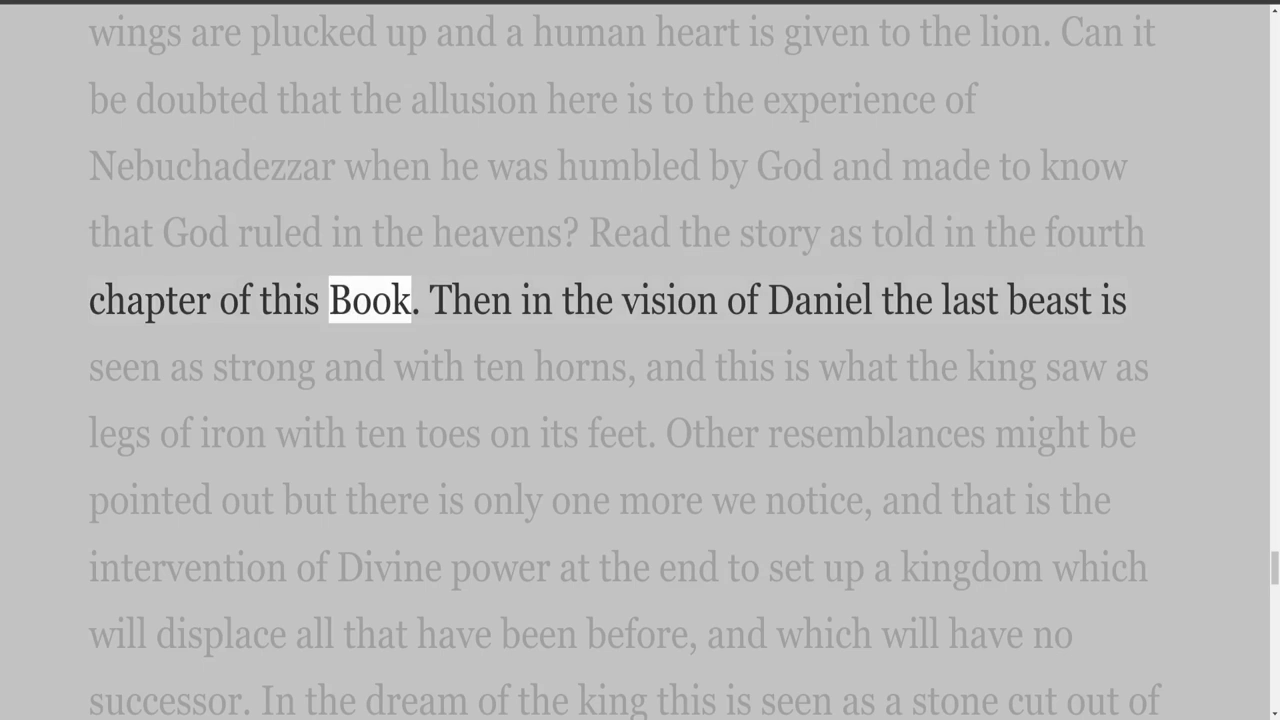 wings are plucked up and a human heart is given to the lion. Can it
be doubted that the allusion here is to the experience of
Nebuchadezzar when he was humbled by God and made to know
that God ruled in the heavens? Read the story as told in the fourth
chapter of this Book. Then in the vision of Daniel the last beast is
seen as strong and with ten horns, and this is what the king saw as
legs of iron with ten toes on its feet. Other resemblances might be
pointed out but there is only one more we notice, and that is the
intervention of Divine power at the end to set up a kingdom which
will displace all that have been before, and which will have no
successor. In the dream of the king this is seen as a stone cut out of